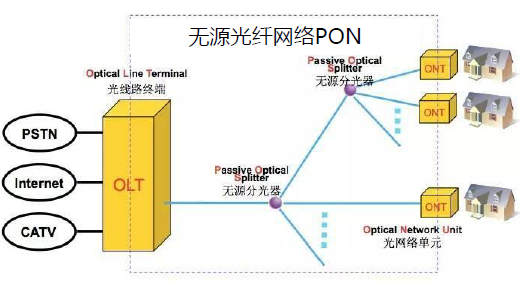 无源光纤网络PON
Optical Line Terminal
光线路终端
Passive Optical
Splitter
无源分光器
ONT
ONT
PSTN
Internet
CATV
OLT
Passive Optical
Splitter
无源分光器
ONT
Optical Network Unit
光网络单元